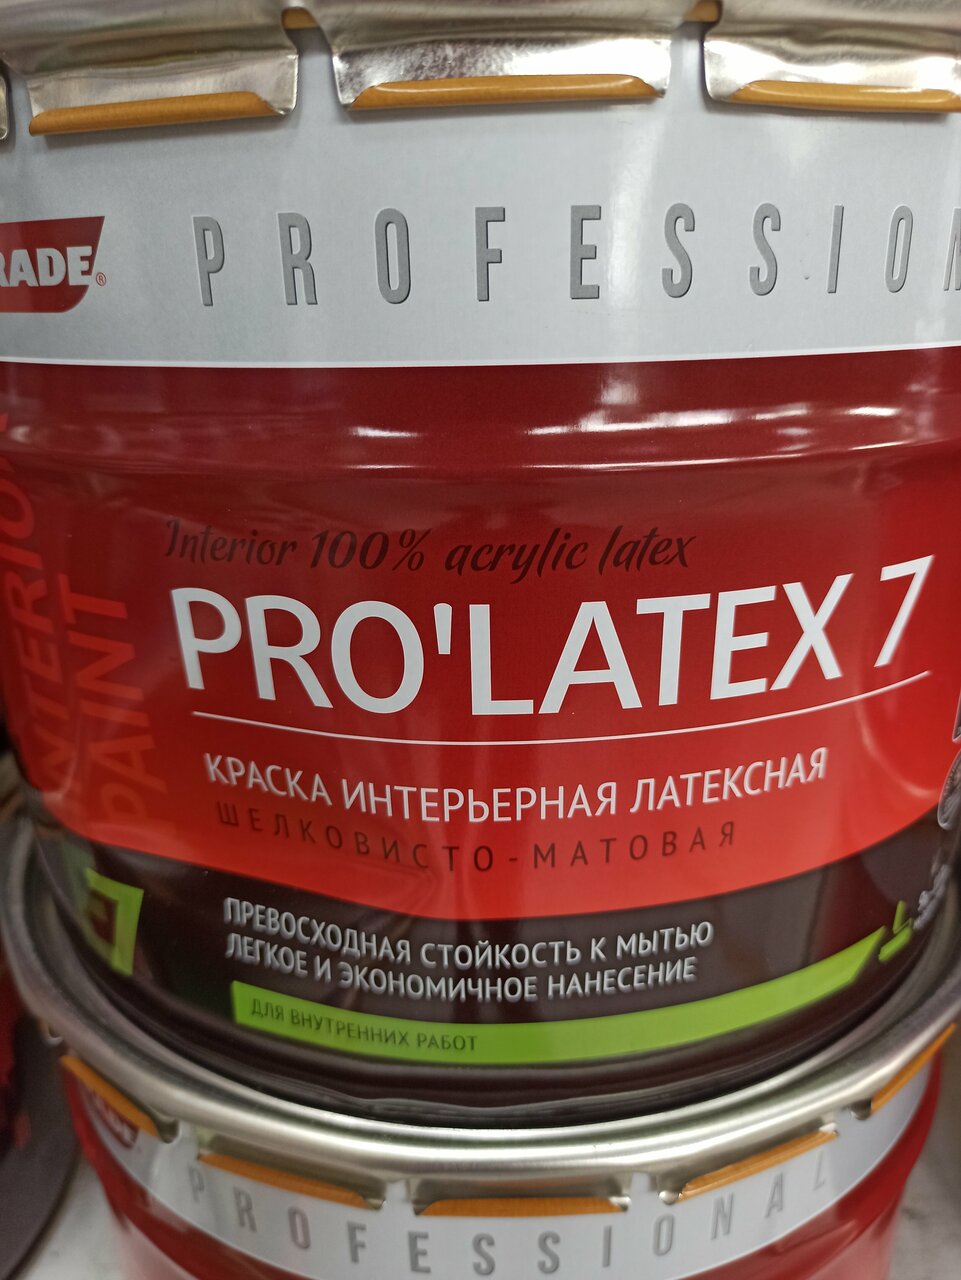 RADE®
PROFESSION
INTERIOR
PAINT
Interior 100% acrylic latex
PRO'LATEX 7
КРАСКА ИНТЕРЬЕРНАЯ ЛАТЕКСНАЯ
ШЕЛКОВИСТО-МАТОВАЯ
ПРЕВОСХОДНАЯ СТОЙКОСТЬ К МЫТЬЮ
ЛЕГКОЕ И ЭКОНОМИЧНОЕ НАНЕСЕНИЕ
ДЛЯ ВНУТРЕННИХ РАБОТ
PROFESSIONAL